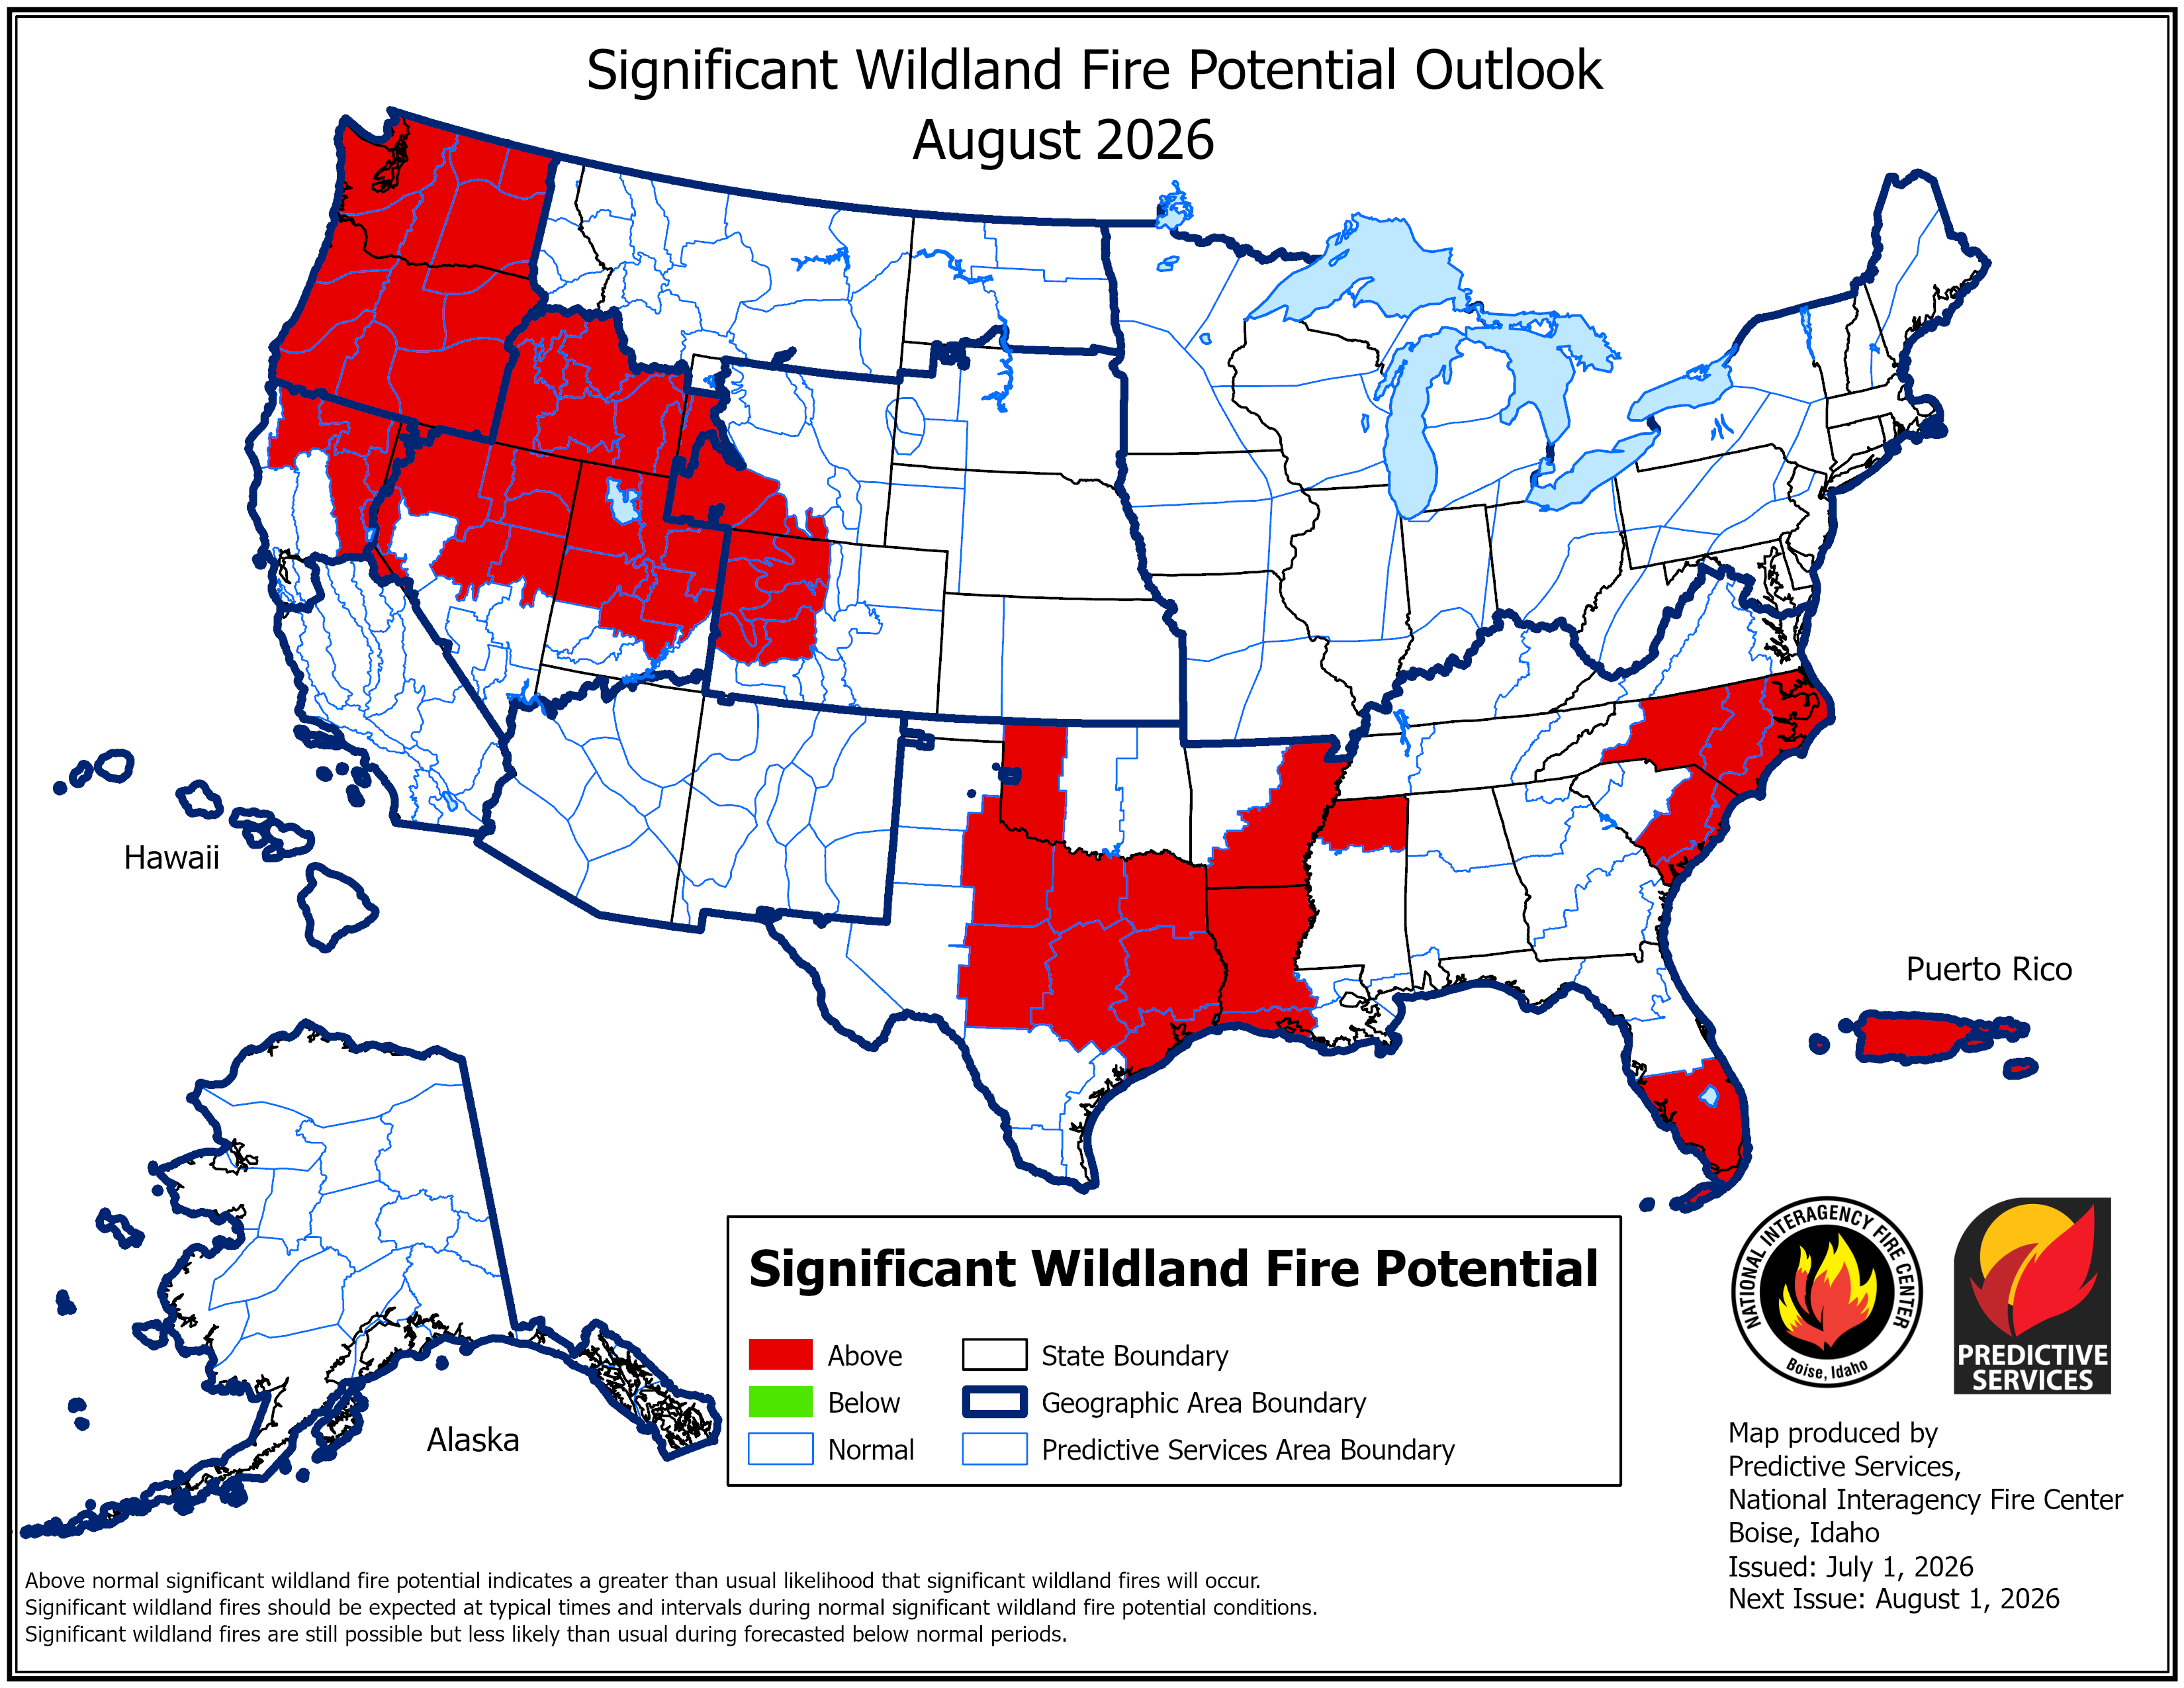 Significant Wildland Fire Potential Outlook
August 2026
Hawaii
Puerto Rico
Alaska
Significant Wildland Fire Potential
Above
Below
Normal
State Boundary
Geographic Area Boundary
Predictive Services Area Boundary
NATIONAL INTERAGENCY FIRE CENTER
Boise, Idaho
PREDICTIVE
SERVICES
Map produced by
Predictive Services,
National Interagency Fire Center
Boise, Idaho
Issued: July 1, 2026
Next Issue: August 1, 2026
Above normal significant wildland fire potential indicates a greater than usual likelihood that significant wildland fires will occur.
Significant wildland fires should be expected at typical times and intervals during normal significant wildland fire potential conditions.
Significant wildland fires are still possible but less likely than usual during forecasted below normal periods.